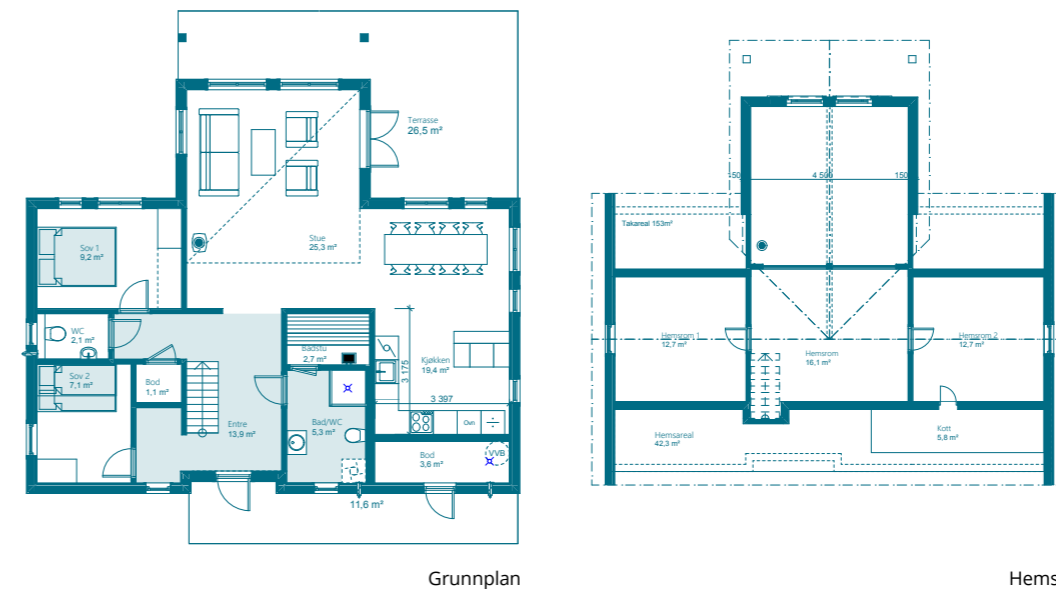 Terrasse
26,5 m²
Stue
25,3 m²
Sov 1
9,2 m²
WC
2,1 m²
Sov 2
7,1 m²
Bod
1,1 m²
Entre
13,9 m²
Badstu
2,7 m²
Bad/WC
5,3 m²
3 175
Kjøkken
19,4 m²
3 397
Ovn
Bod
3,6 m²
VVB
11,6 m²
Grunnplan
150
4 500
150
Takareal 153m²
Hemsrom 1
12,7 m²
Hemsrom
16,1 m²
Hemsrom 2
12,7 m²
Hemsareal
42,3 m²
Kott
5,8 m²
Hems